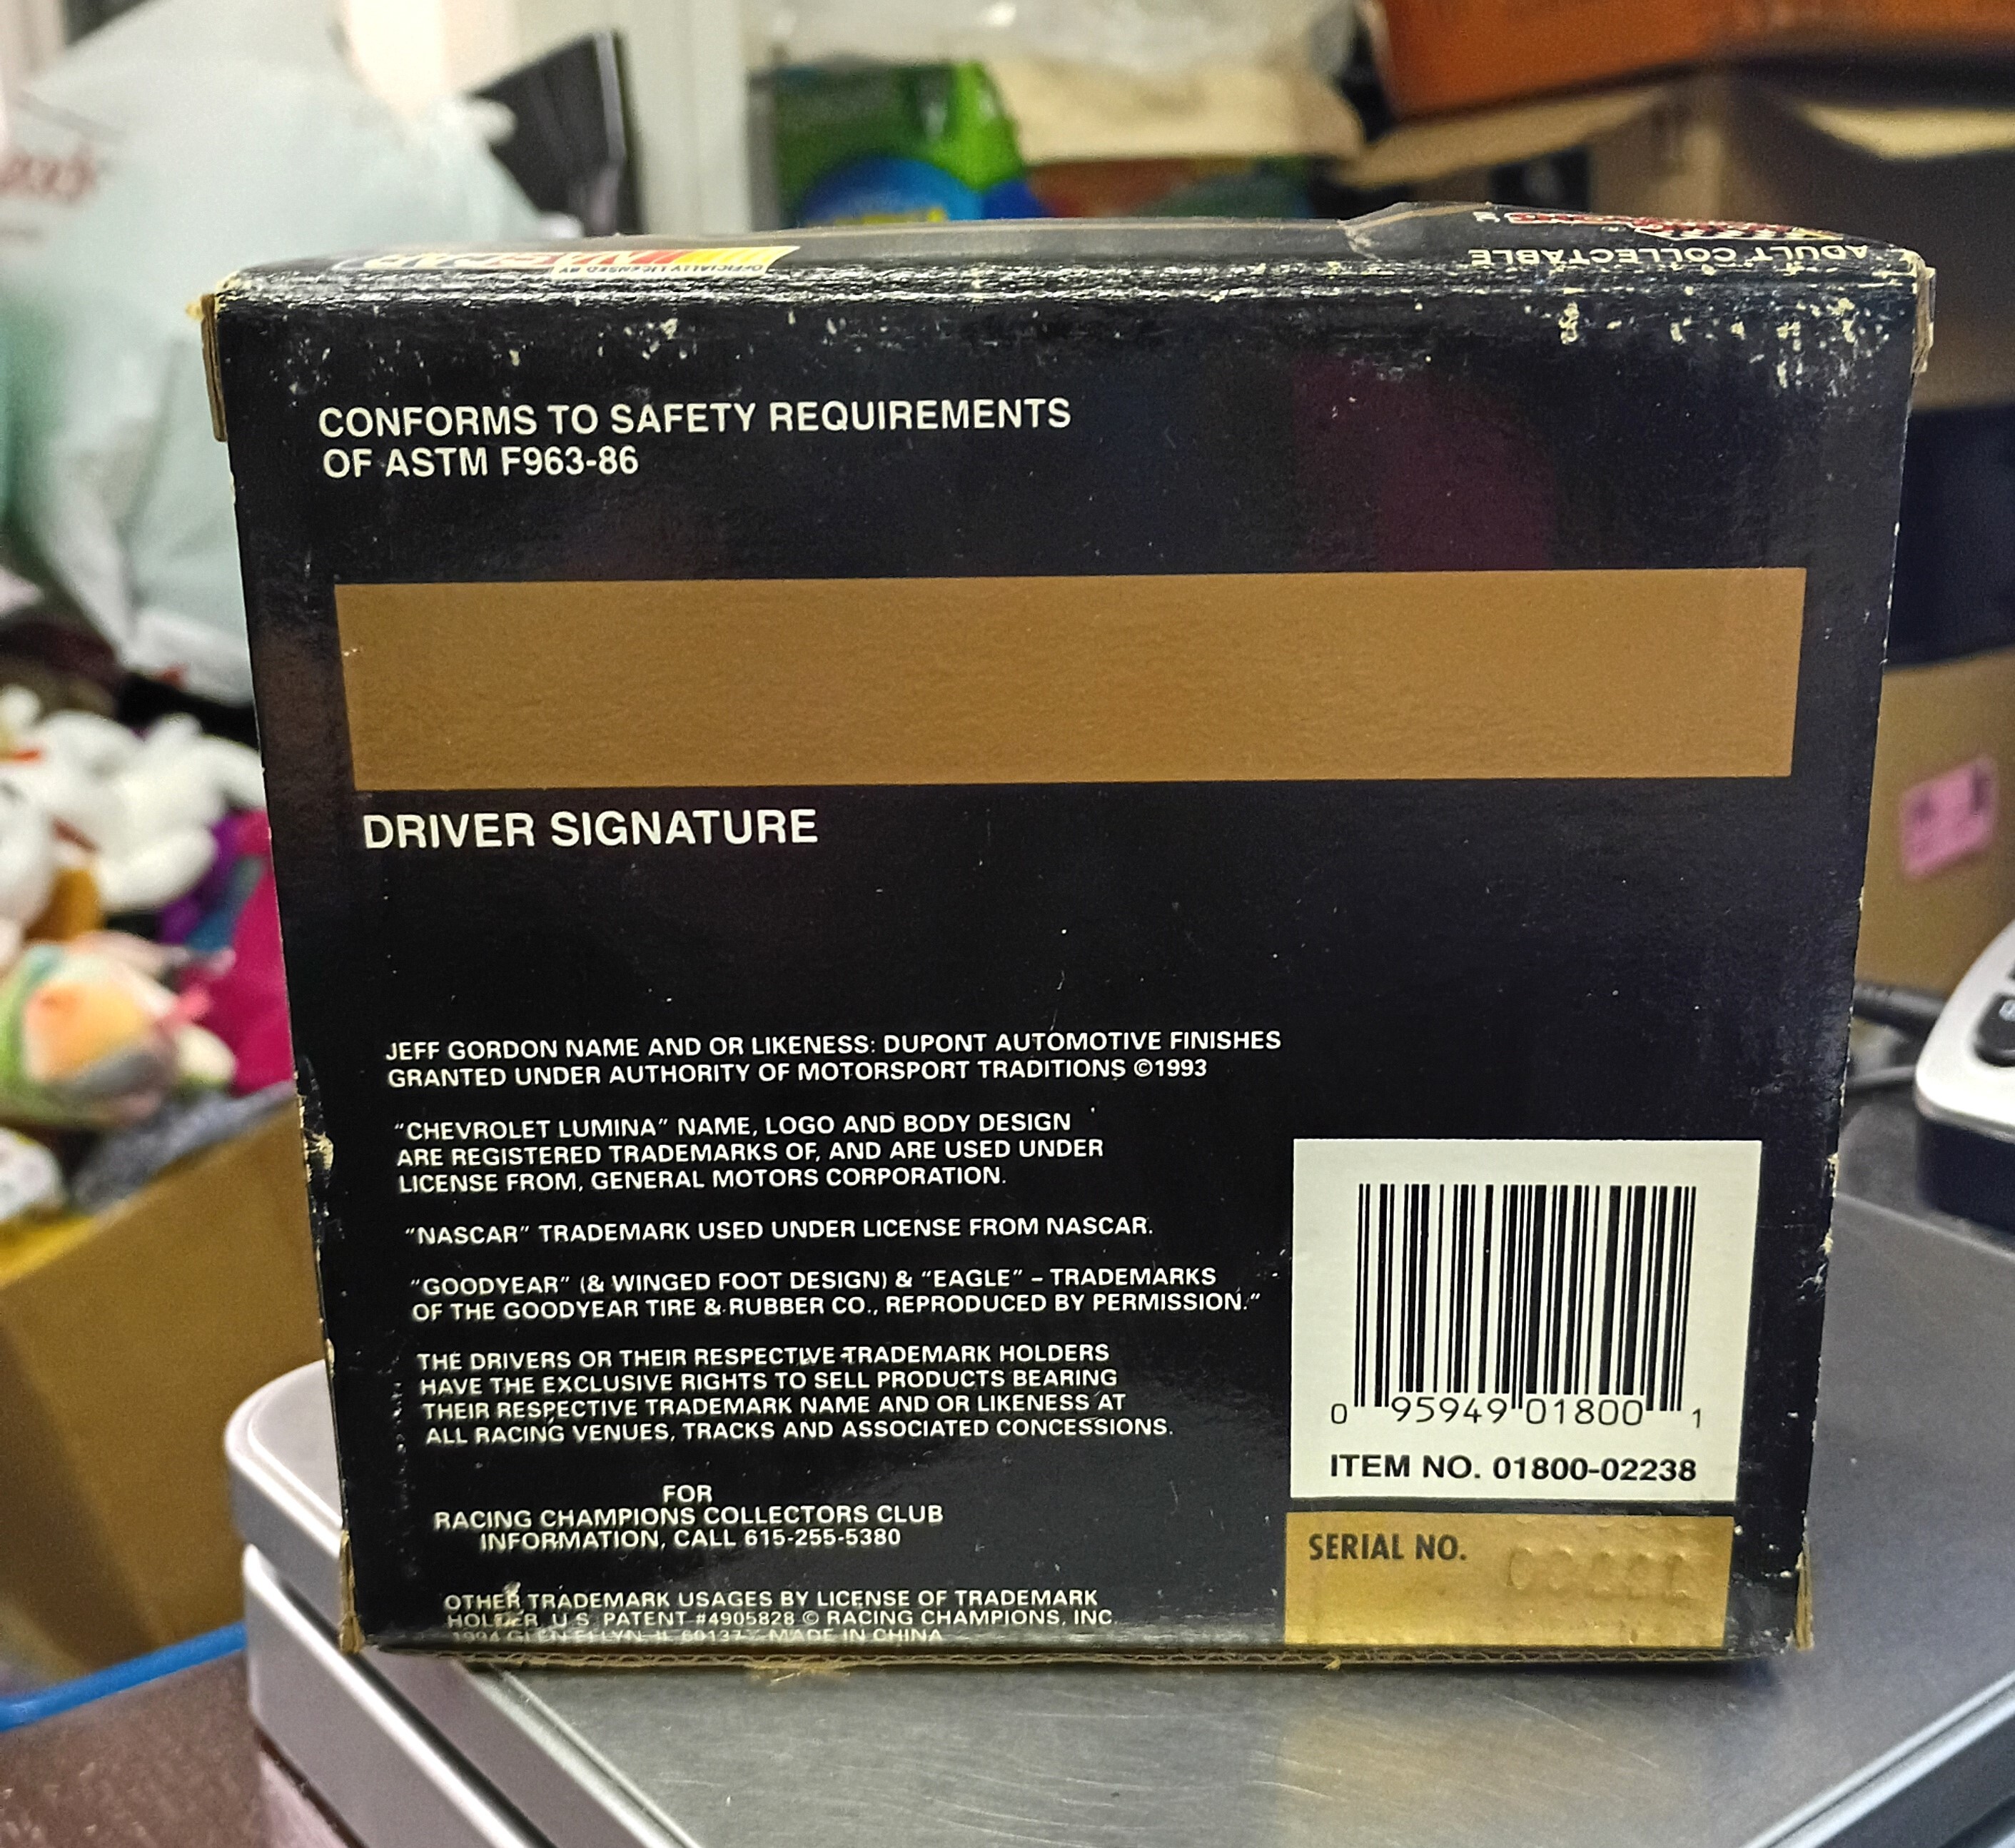 OFFICIALLY LICENSED BY
NASCAR
ADULT COLLECTABLE
CONFORMS TO SAFETY REQUIREMENTS
OF ASTM F963-86
DRIVER SIGNATURE
JEFF GORDON NAME AND OR LIKENESS: DUPONT AUTOMOTIVE FINISHES
GRANTED UNDER AUTHORITY OF MOTORSPORT TRADITIONS ©1993
"CHEVROLET LUMINA" NAME, LOGO AND BODY DESIGN
ARE REGISTERED TRADEMARKS OF, AND ARE USED UNDER
LICENSE FROM, GENERAL MOTORS CORPORATION.
"NASCAR" TRADEMARK USED UNDER LICENSE FROM NASCAR.
"GOODYEAR" (& WINGED FOOT DESIGN) & "EAGLE" – TRADEMARKS
OF THE GOODYEAR TIRE & RUBBER CO., REPRODUCED BY PERMISSION."
THE DRIVERS OR THEIR RESPECTIVE TRADEMARK HOLDERS
HAVE THE EXCLUSIVE RIGHTS TO SELL PRODUCTS BEARING
THEIR RESPECTIVE TRADEMARK NAME AND OR LIKENESS AT
ALL RACING VENUES, TRACKS AND ASSOCIATED CONCESSIONS.
FOR
RACING CHAMPIONS COLLECTORS CLUB
INFORMATION, CALL 615-255-5380
OTHER TRADEMARK USAGES BY LICENSE OF TRADEMARK
HOLDER. U.S. PATENT #4905828 © RACING CHAMPIONS, INC.
1994 GLEN ELLYN, IL 60137 MADE IN CHINA
0 95949 01800 1
ITEM NO. 01800-02238
SERIAL NO.